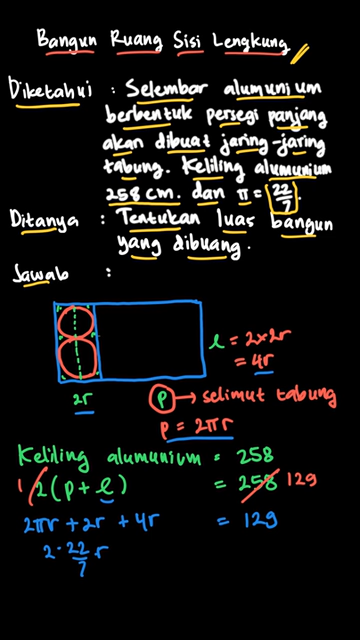 Bangun Ruang Sisi Lengkung
Diketahui : Selembar alumunium
berbentuk persegi panjang
akan dibuat jaring-jaring
tabung. Keliling alumunium
258 cm. dan π = 22/7.
Ditanya : Tentukan luas bangun
yang dibuang.
Jawab :
l = 2×2r
= 4r
2r
p → selimut tabung
p = 2πr
Keliling alumunium = 258
1 2(p + l) = 258 129
2πr + 2r + 4r = 129
2 · 22/7 r